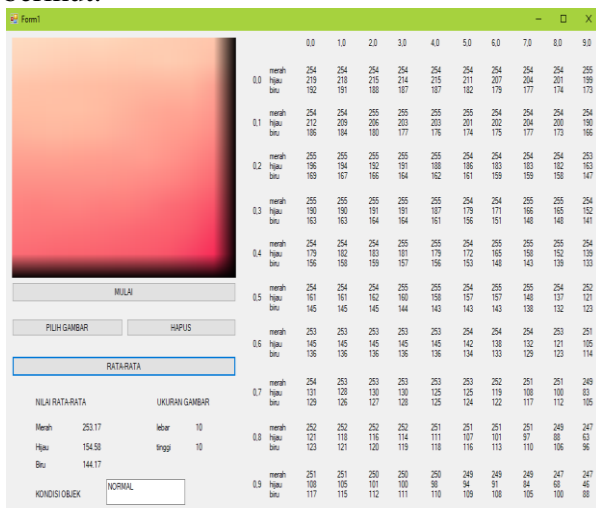 berikut.
Form1
0,0 1,0 2,0 3,0 4,0 5,0 6,0 7,0 8,0 9,0
merah 254 254 254 254 254 254 254 254 254 255
0,0 hijau 219 218 215 214 215 211 207 204 201 199
biru 192 191 188 187 187 182 179 177 174 173
merah 254 254 255 255 254 254 254 254 254 254
0,1 hijau 212 209 206 203 203 201 202 204 200 190
biru 186 184 180 177 176 174 175 177 173 166
merah 255 255 255 255 255 254 254 254 254 253
0,2 hijau 196 194 192 191 188 186 183 183 182 163
biru 169 167 166 164 162 161 159 159 158 147
merah 255 255 255 255 254 254 254 255 255 254
0,3 hijau 190 190 191 191 187 179 171 166 165 152
biru 163 163 164 164 161 156 151 148 148 141
merah 254 254 254 255 255 254 254 255 254 254
0,4 hijau 179 182 183 181 179 172 165 158 152 139
biru 156 158 159 157 156 153 148 143 139 133
merah 254 254 254 255 254 254 255 255 254 252
0,5 hijau 161 161 162 160 158 157 157 148 137 121
biru 145 145 145 144 143 143 143 138 132 123
merah 253 253 253 253 253 254 254 254 253 251
0,6 hijau 145 145 145 145 145 142 138 132 121 105
biru 136 136 136 136 136 134 133 129 123 114
merah 254 253 253 253 253 253 252 251 251 249
0,7 hijau 131 128 130 130 125 125 119 108 100 83
biru 129 126 127 128 125 124 122 117 112 105
merah 252 252 252 252 251 251 251 251 249 247
0,8 hijau 121 118 116 114 111 107 101 97 88 63
biru 123 121 120 119 118 116 113 110 106 96
merah 251 251 250 250 249 249 249 249 247 247
0,9 hijau 108 105 101 100 98 94 91 84 68 46
biru 117 115 112 111 110 109 108 105 100 88
MULAI
PILIH GAMBAR HAPUS
RATA-RATA
NILAI RATA-RATA UKURAN GAMBAR
Merah 253.17 lebar 10
Hijau 154.58 tinggi 10
Biru 144.17
KONDISI OBJEK NORMAL